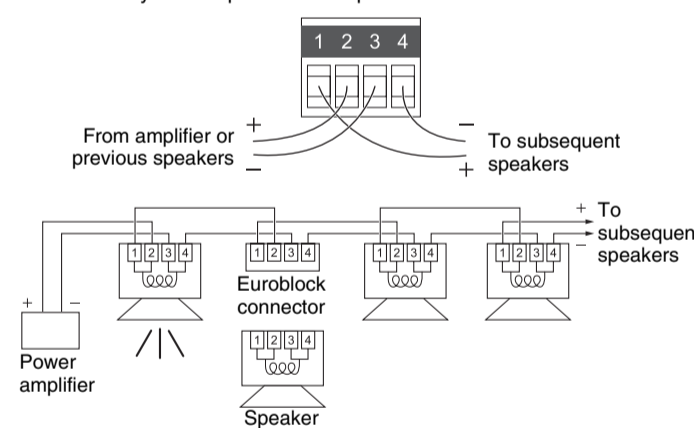 1 2 3 4
+
From amplifier or
previous speakers
−
−
To subsequent
speakers
+
+ To
subsequen
− speakers
1 2 3 4
1 2 3 4
1 2 3 4
1 2 3 4
Euroblock
connector
+ −
Power
amplifier
1 2 3 4
Speaker